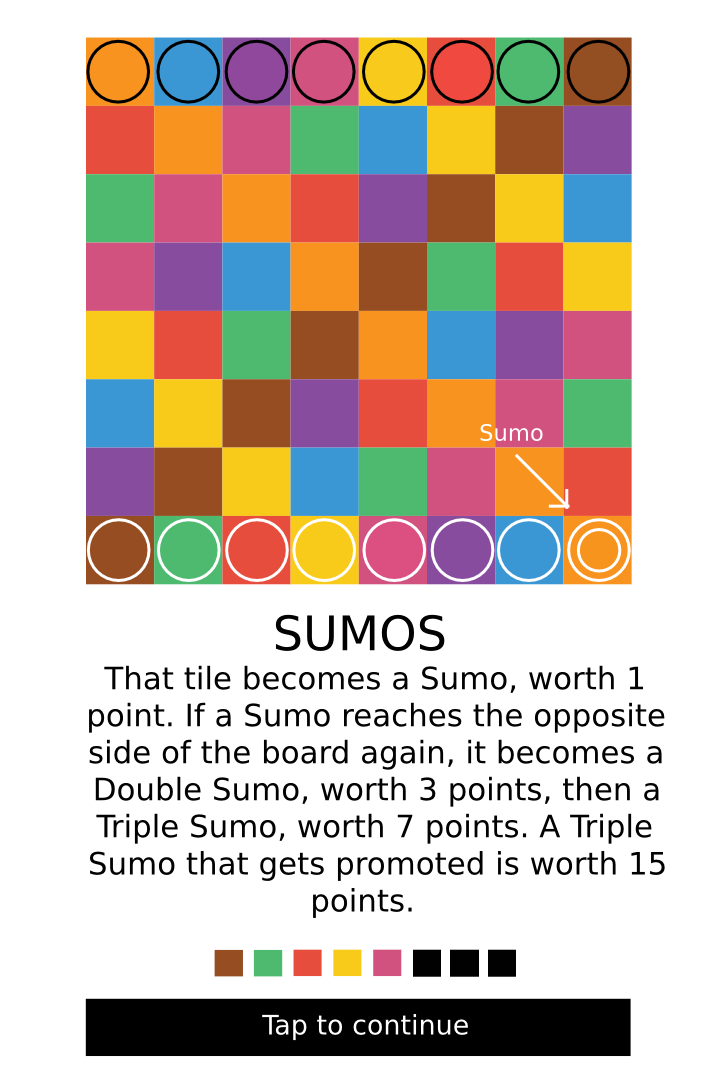 Sumo
SUMOS
That tile becomes a Sumo, worth 1
point. If a Sumo reaches the opposite
side of the board again, it becomes a
Double Sumo, worth 3 points, then a
Triple Sumo, worth 7 points. A Triple
Sumo that gets promoted is worth 15
points.
Tap to continue